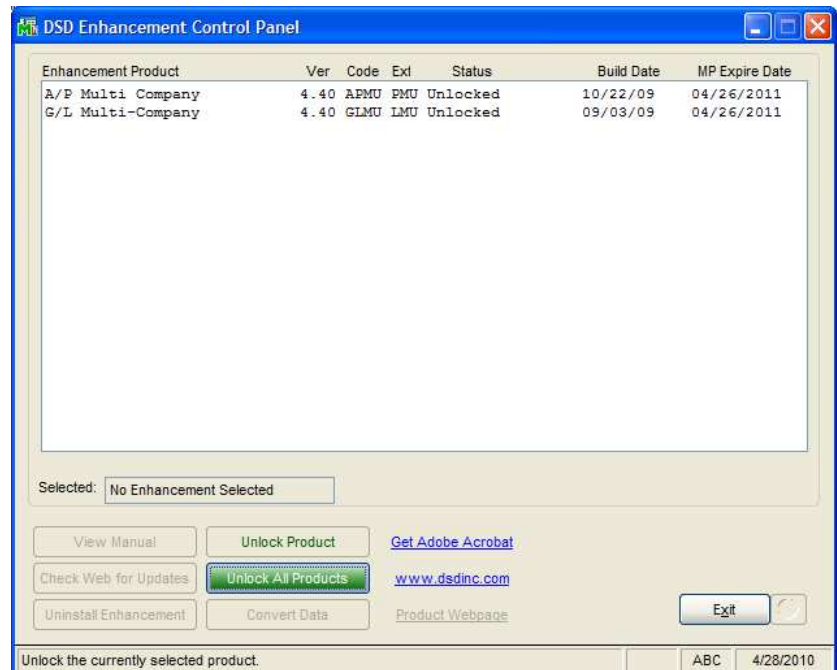 DSD Enhancement Control Panel
Enhancement Product Ver Code Ext Status Build Date MP Expire Date
A/P Multi Company 4.40 APMU PMU Unlocked 10/22/09 04/26/2011
G/L Multi-Company 4.40 GLMU LMU Unlocked 09/03/09 04/26/2011
Selected: No Enhancement Selected
View Manual Unlock Product Get Adobe Acrobat
Check Web for Updates Unlock All Products www.dsdinc.com
Uninstall Enhancement Convert Data Product Webpage Exit
Unlock the currently selected product. ABC 4/28/2010